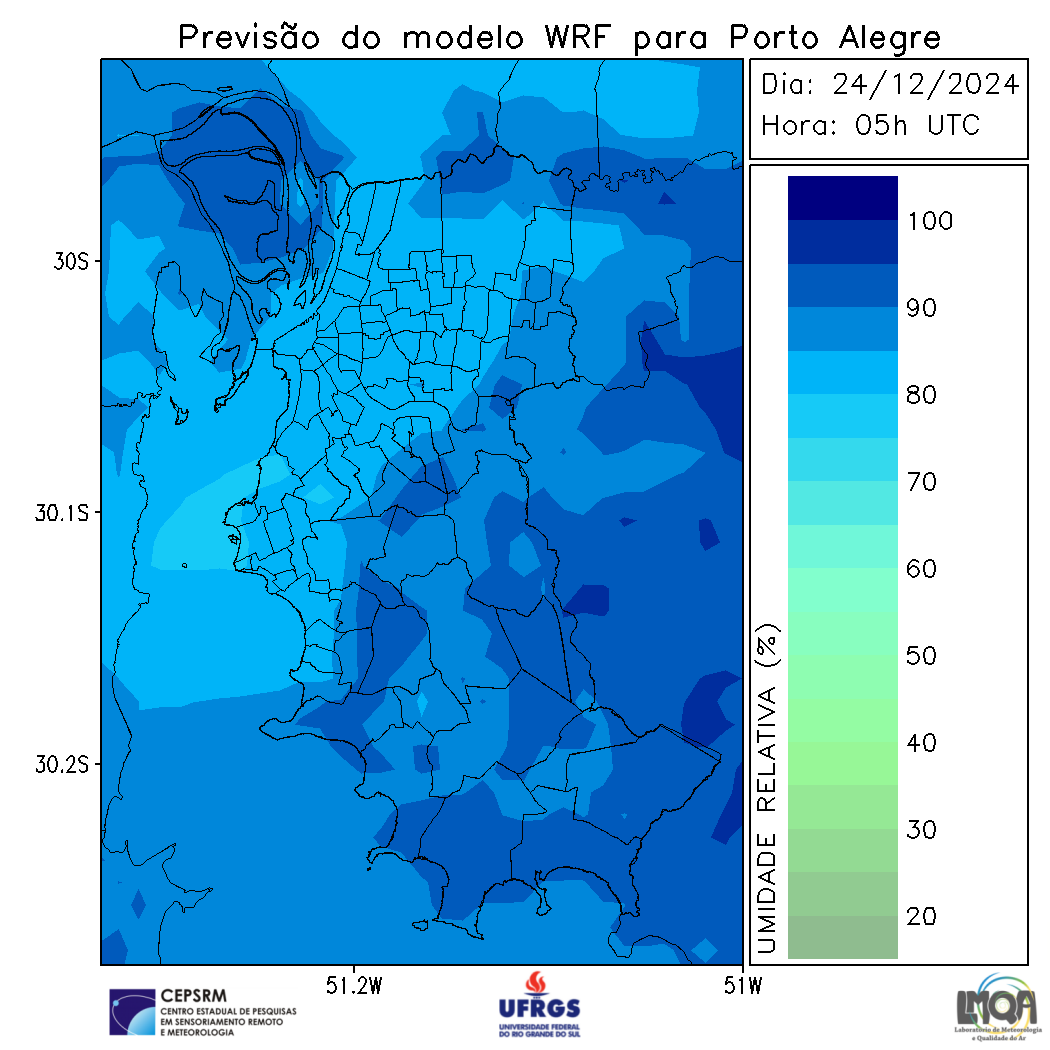 Previsão do modelo WRF para Porto Alegre
Dia: 24/12/2024
Hora: 05h UTC
30S
30.1S
30.2S
51.2W
51W
UMIDADE RELATIVA (%)
100
90
80
70
60
50
40
30
20
CEPSRM
CENTRO ESTADUAL DE PESQUISAS
EM SENSORIAMENTO REMOTO
E METEOROLOGIA
UFRGS
UNIVERSIDADE FEDERAL
DO RIO GRANDE DO SUL
LMQA
Laboratório de Meteorologia
e Qualidade do Ar